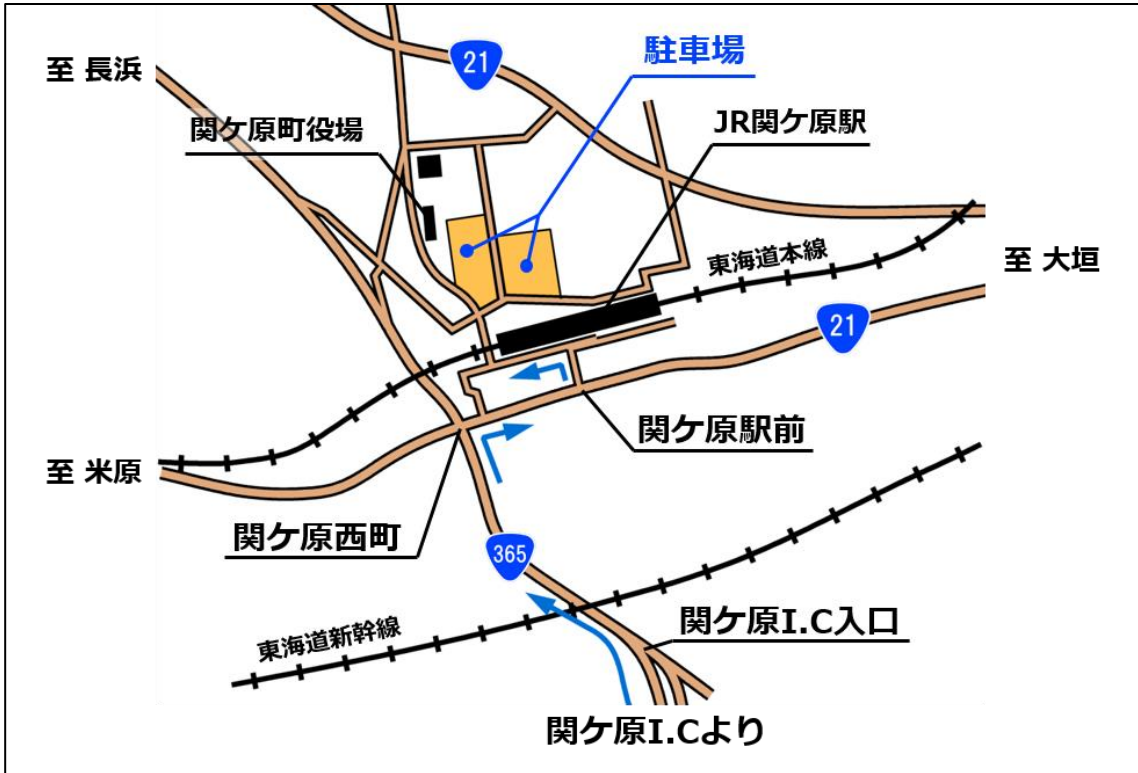 21
駐車場
至 長浜
関ケ原町役場
JR関ケ原駅
東海道本線
至 大垣
21
関ケ原駅前
至 米原
関ケ原西町
365
関ケ原I.C入口
東海道新幹線
関ケ原I.Cより